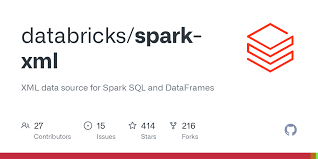 databricks/spark-
xml
XML data source for Spark SQL and DataFrames
27 15 414 216
Contributors Issues Stars Forks